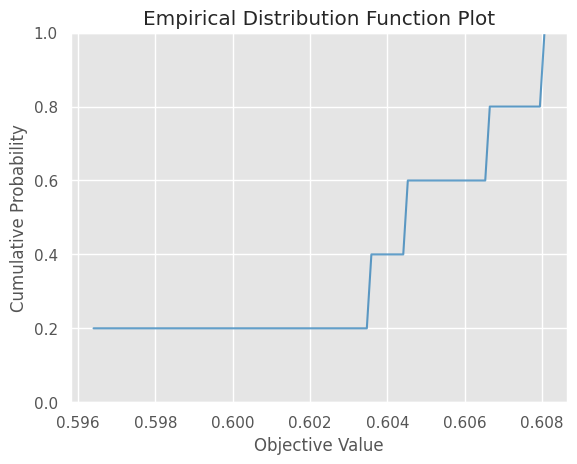 Empirical Distribution Function Plot
1.0
0.8
0.6
0.4
0.2
0.0
Cumulative Probability
0.596 0.598 0.600 0.602 0.604 0.606 0.608
Objective Value